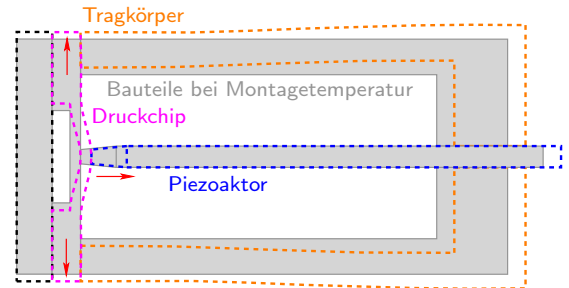 Tragkörper
Bauteile bei Montagetemperatur
Druckchip
Piezoaktor